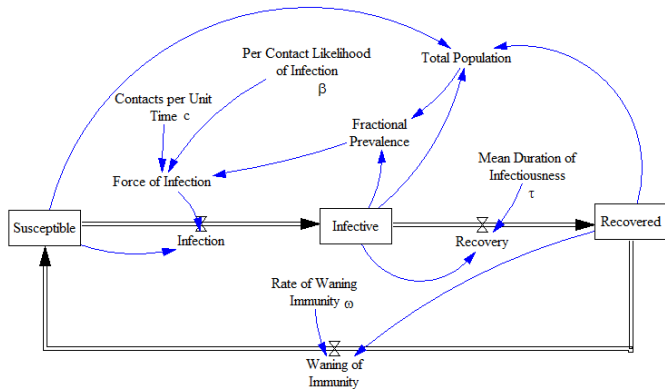 Per Contact Likelihood
of Infection
β
Total Population
Contacts per Unit
Time c
Fractional
Prevalence
Mean Duration of
Infectiousness
τ
Force of Infection
Susceptible
Infection
Infective
Recovery
Recovered
Rate of Waning
Immunity ω
Waning of
Immunity